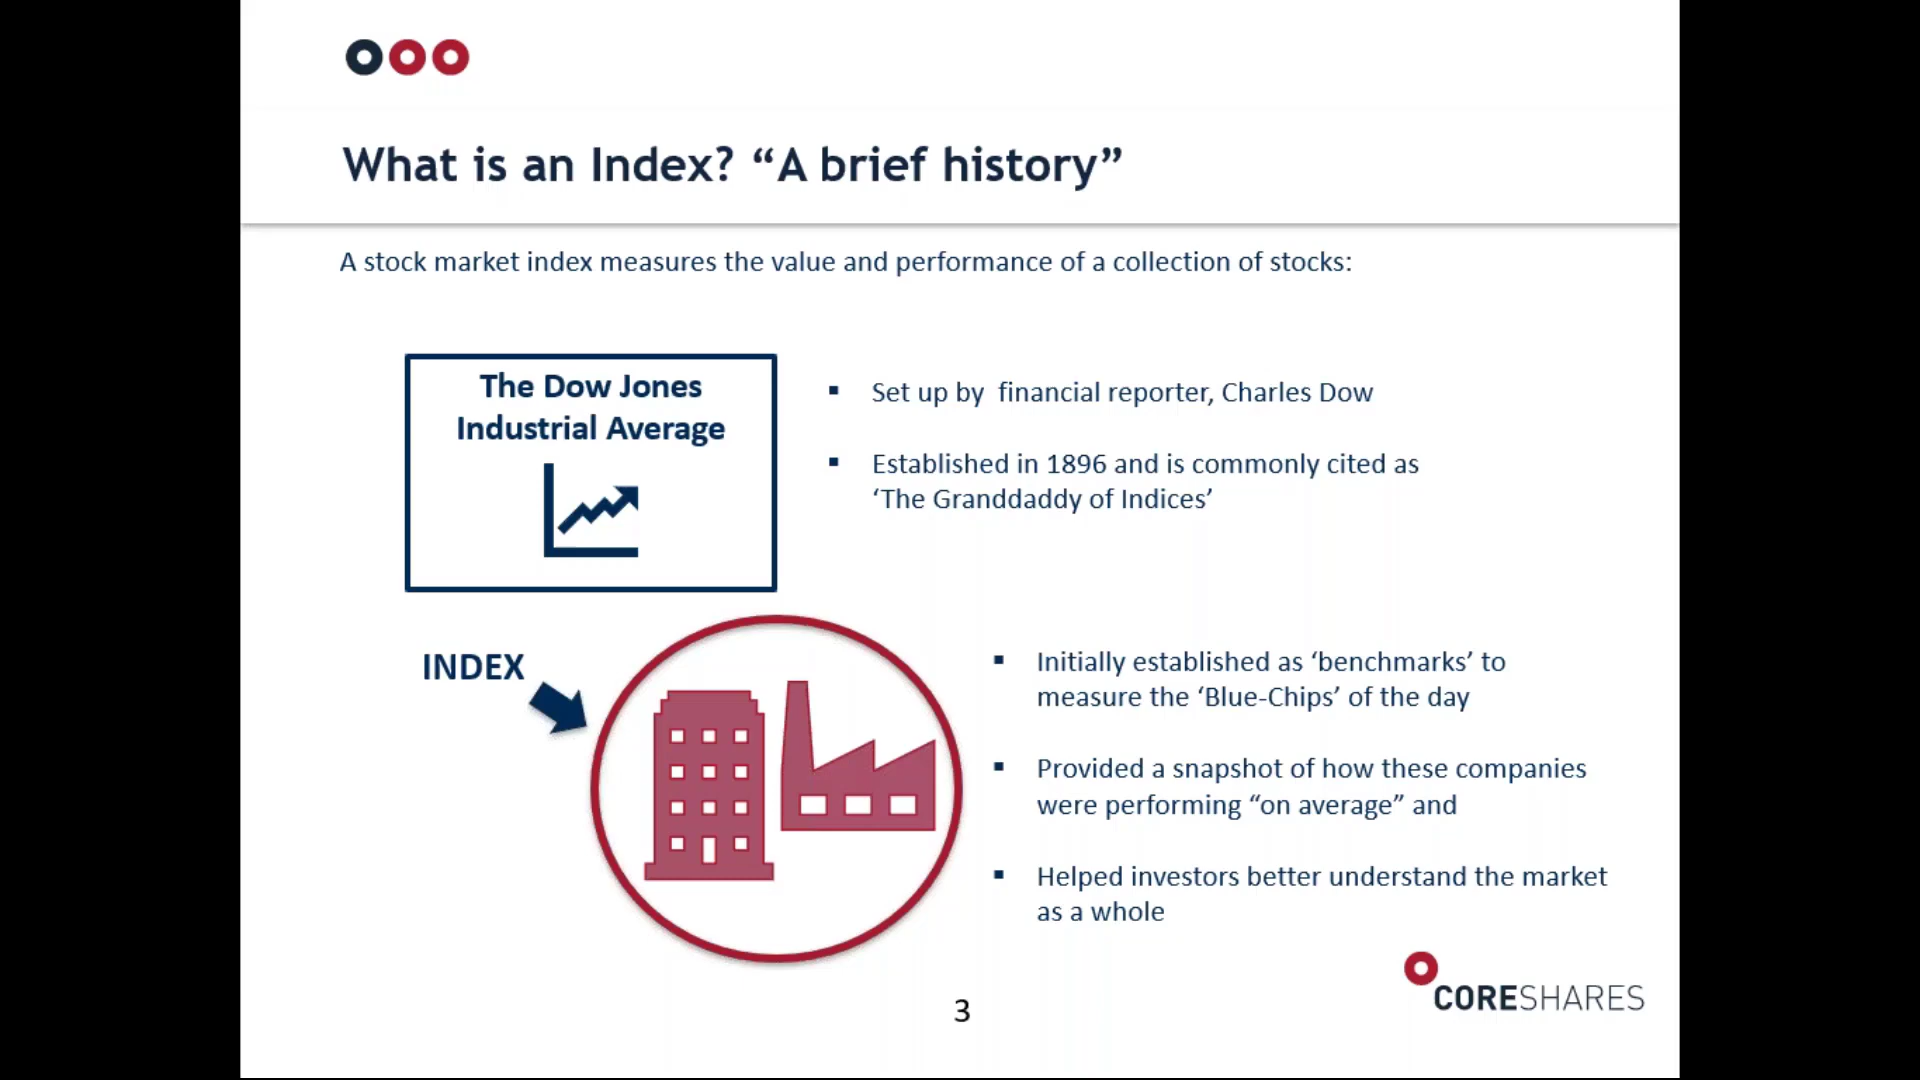 What is an Index? “A brief history”
A stock market index measures the value and performance of a collection of stocks:
The Dow Jones
Industrial Average
▪ Set up by  financial reporter, Charles Dow
▪ Established in 1896 and is commonly cited as
‘The Granddaddy of Indices’
INDEX
▪ Initially established as ‘benchmarks’ to
measure the ‘Blue-Chips’ of the day
▪ Provided a snapshot of how these companies
were performing “on average” and
▪ Helped investors better understand the market
as a whole
CORESHARES
3